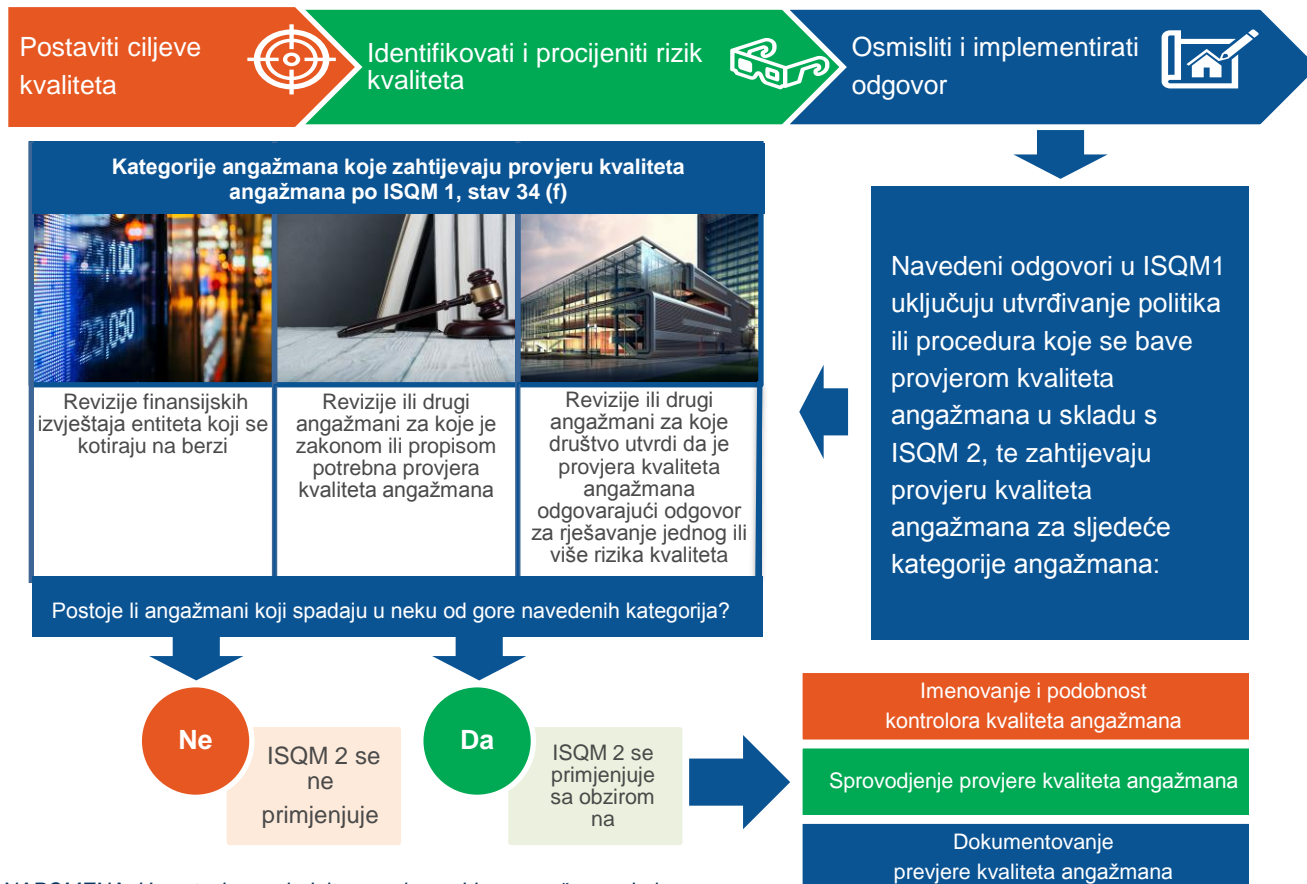 Postaviti ciljeve
kvaliteta
Identifikovati i procijeniti rizik
kvaliteta
Osmisliti i implementirati
odgovor
Kategorije angažmana koje zahtijevaju provjeru kvaliteta
angažmana po ISQM 1, stav 34 (f)
23,100
23,050
Revizije finansijskih
izvještaja entiteta koji se
kotiraju na berzi
Revizije ili drugi
angažmani za koje je
zakonom ili propisom
potrebna provjera
kvaliteta angažmana
Revizije ili drugi
angažmani za koje
društvo utvrdi da je
provjera kvaliteta
angažmana
odgovarajući odgovor
za rješavanje jednog ili
više rizika kvaliteta
Navedeni odgovori u ISQM1
uključuju utvrđivanje politika
ili procedura koje se bave
provjerom kvaliteta
angažmana u skladu s
ISQM 2, te zahtijevaju
provjeru kvaliteta
angažmana za sljedeće
kategorije angažmana:
Postoje li angažmani koji spadaju u neku od gore navedenih kategorija?
Ne
ISQM 2 se
ne
primjenjuje
Da
ISQM 2 se
primjenjuje
sa obzirom
na
Imenovanje i podobnost
kontrolora kvaliteta angažmana
Sprovodjenje provjere kvaliteta angažmana
Dokumentovanje
prevjere kvaliteta angažmana